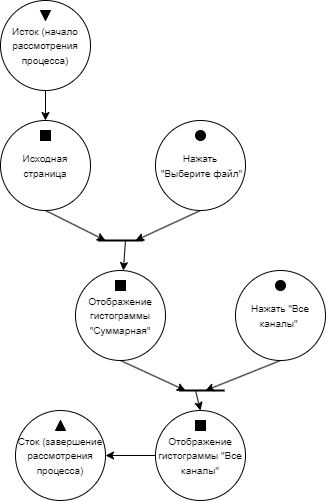 Исток (начало
рассмотрения
процесса)
Исходная
страница
Нажать
"Выберите файл"
Отображение
гистограммы
"Суммарная"
Нажать "Все
каналы"
Сток (завершение
рассмотрения
процесса)
Отображение
гистограммы "Все
каналы"